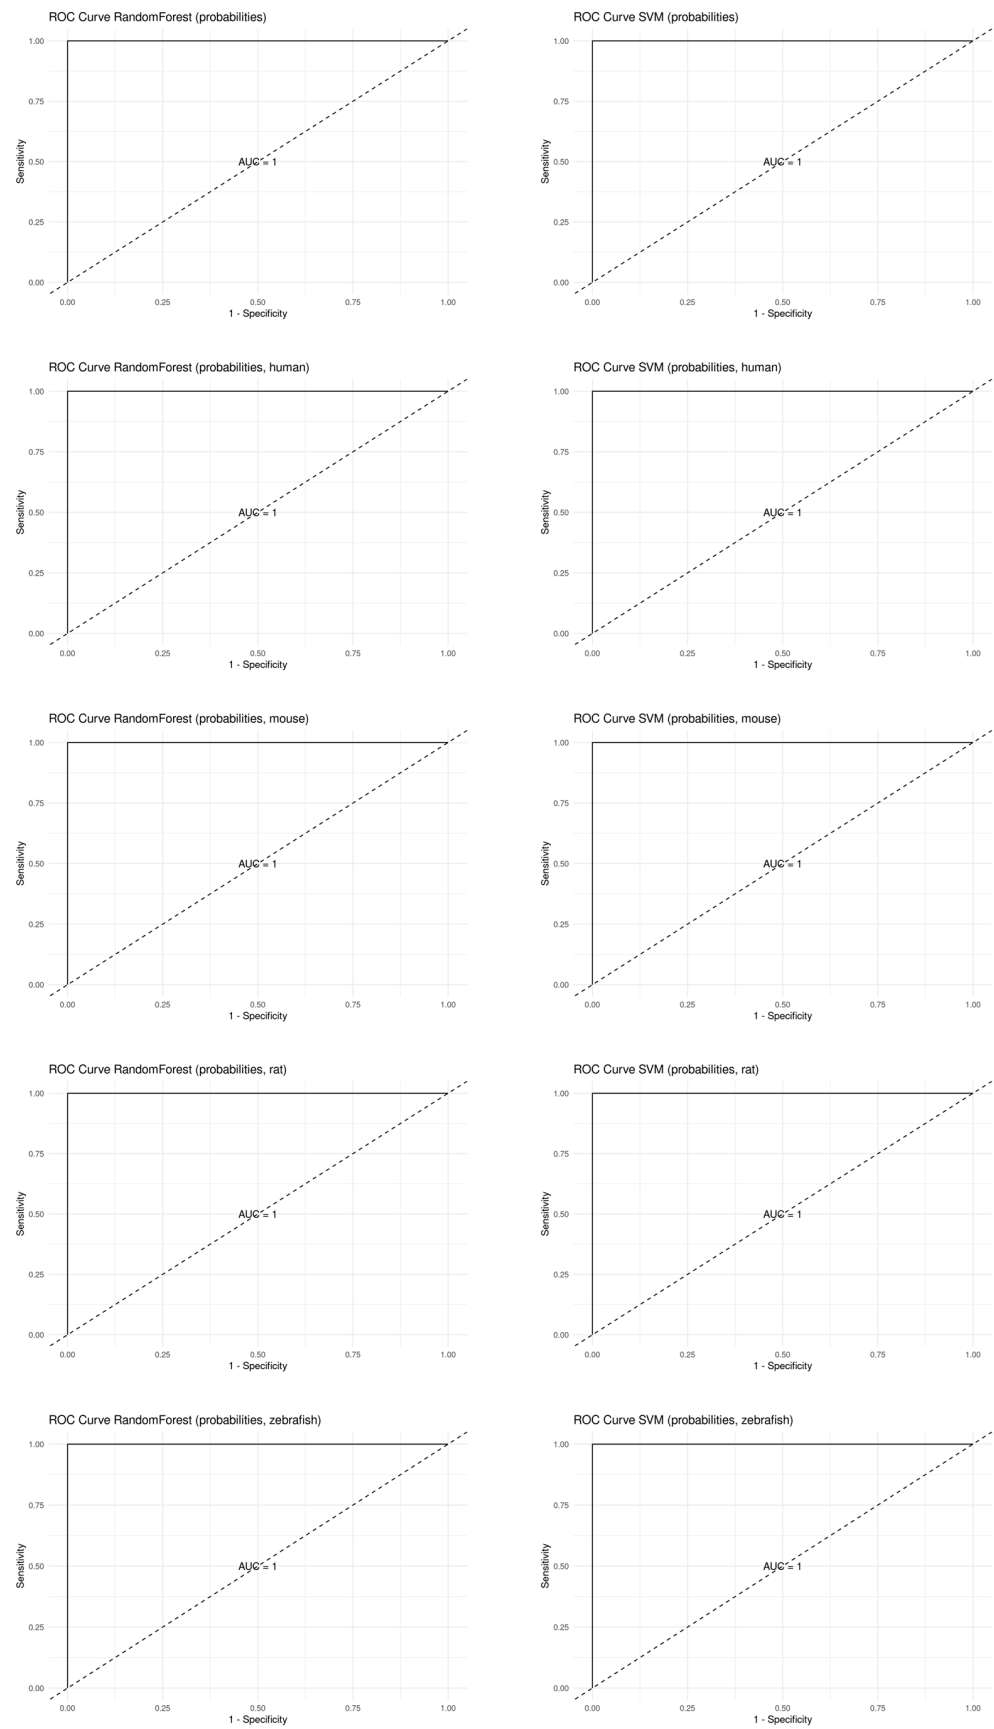 ROC Curve RandomForest (probabilities)
1.00
0.75
0.50
0.25
0.00
Sensitivity
AUC = 1
0.00 0.25 0.50 0.75 1.00
1 - Specificity
ROC Curve SVM (probabilities)
1.00
0.75
0.50
0.25
0.00
Sensitivity
AUC = 1
0.00 0.25 0.50 0.75 1.00
1 - Specificity
ROC Curve RandomForest (probabilities, human)
1.00
0.75
0.50
0.25
0.00
Sensitivity
AUC = 1
0.00 0.25 0.50 0.75 1.00
1 - Specificity
ROC Curve SVM (probabilities, human)
1.00
0.75
0.50
0.25
0.00
Sensitivity
AUC = 1
0.00 0.25 0.50 0.75 1.00
1 - Specificity
ROC Curve RandomForest (probabilities, mouse)
1.00
0.75
0.50
0.25
0.00
Sensitivity
AUC = 1
0.00 0.25 0.50 0.75 1.00
1 - Specificity
ROC Curve SVM (probabilities, mouse)
1.00
0.75
0.50
0.25
0.00
Sensitivity
AUC = 1
0.00 0.25 0.50 0.75 1.00
1 - Specificity
ROC Curve RandomForest (probabilities, rat)
1.00
0.75
0.50
0.25
0.00
Sensitivity
AUC = 1
0.00 0.25 0.50 0.75 1.00
1 - Specificity
ROC Curve SVM (probabilities, rat)
1.00
0.75
0.50
0.25
0.00
Sensitivity
AUC = 1
0.00 0.25 0.50 0.75 1.00
1 - Specificity
ROC Curve RandomForest (probabilities, zebrafish)
1.00
0.75
0.50
0.25
0.00
Sensitivity
AUC = 1
0.00 0.25 0.50 0.75 1.00
1 - Specificity
ROC Curve SVM (probabilities, zebrafish)
1.00
0.75
0.50
0.25
0.00
Sensitivity
AUC = 1
0.00 0.25 0.50 0.75 1.00
1 - Specificity